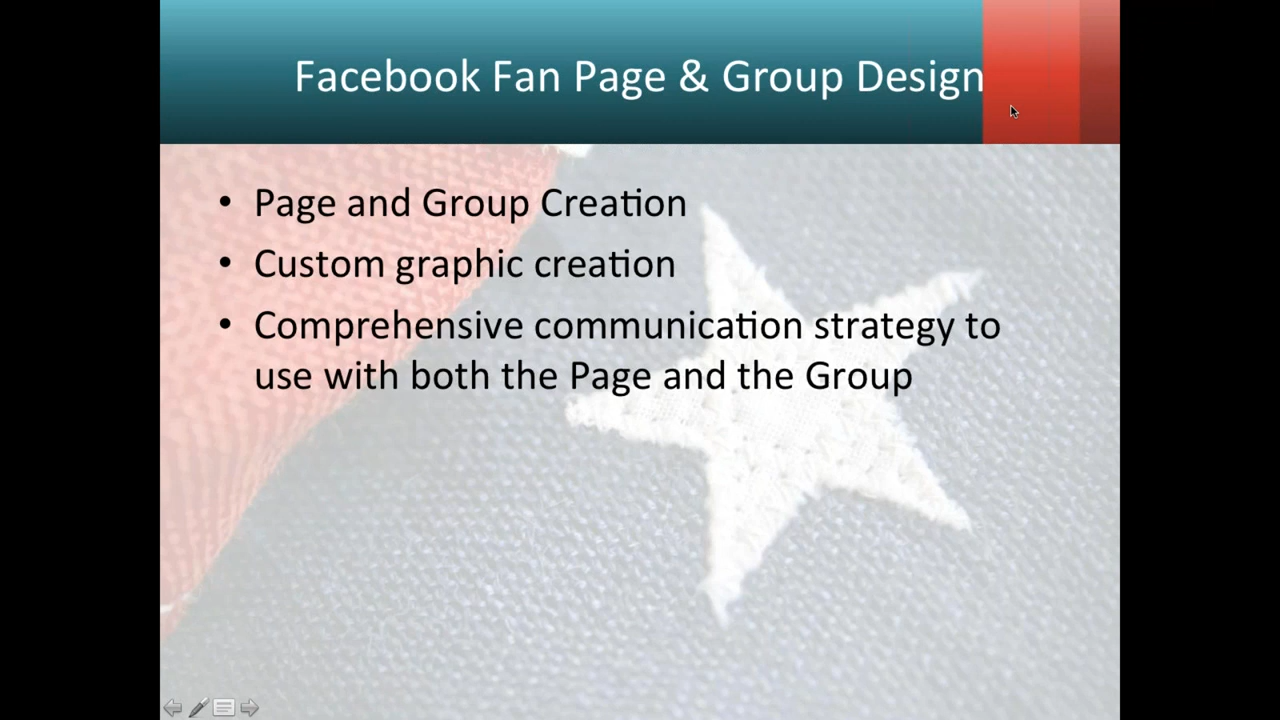 Facebook Fan Page & Group Design
• Page and Group Creation
• Custom graphic creation
• Comprehensive communication strategy to
use with both the Page and the Group